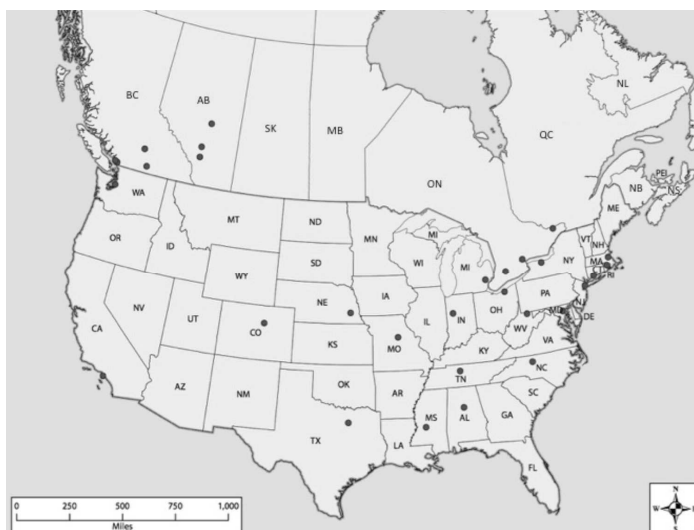 NL
BC
AB
SK
MB
QC
ON
PEI
NB
NS
ME
WA
MT
ND
MN
MI
VT
NH
OR
ID
SD
WI
MI
NY
MA
CT
RI
WY
NE
IA
PA
NJ
NV
UT
CO
IL
IN
OH
MD
DE
CA
KS
MO
WV
VA
KY
AZ
NM
OK
AR
TN
NC
SC
MS
AL
GA
TX
LA
FL
0 250 500 750 1,000
Miles
N
W E
S